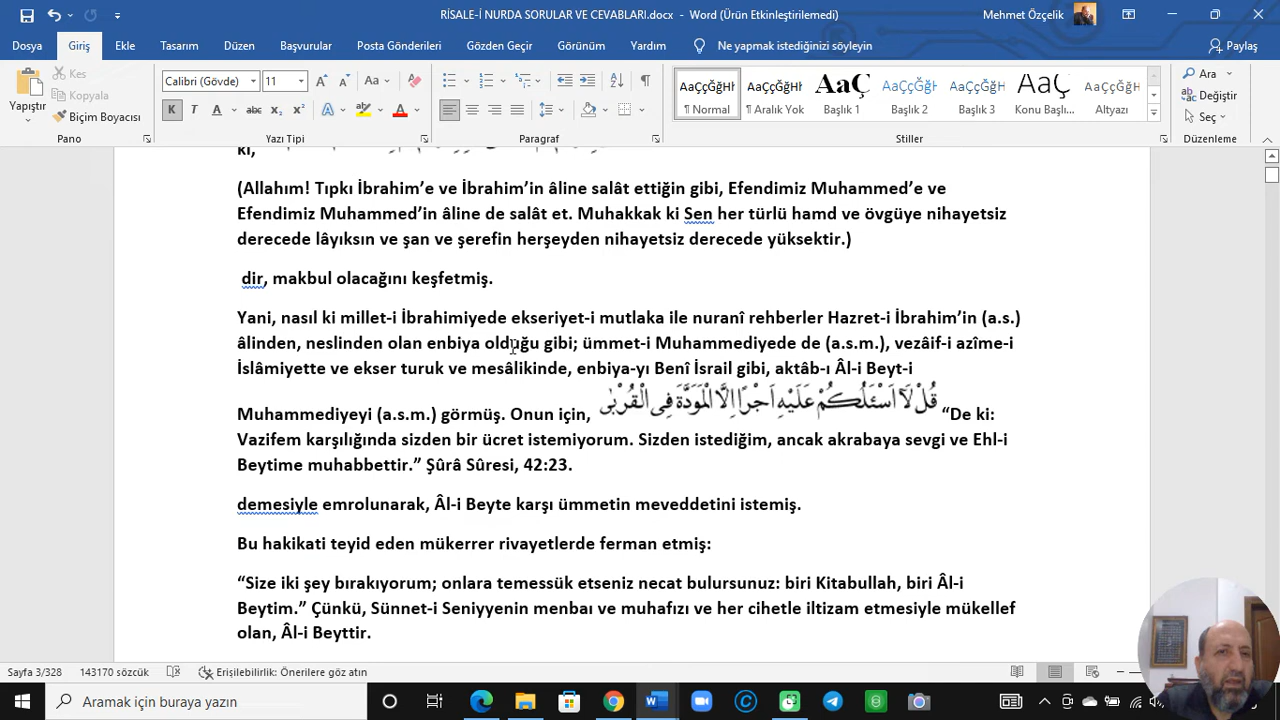 RİSALE-İ NURDA SORULAR VE CEVABLARI.docx - Word (Ürün Etkinleştirilemedi)
Mehmet Özçelik
Dosya Giriş Ekle Tasarım Düzen Başvurular Posta Gönderileri Gözden Geçir Görünüm Yardım Ne yapmak istediğinizi söyleyin Paylaş
Yapıştır
Kes
Kopyala
Biçim Boyacısı
Calibri (Gövde) 11
AaÇğHl AaÇğHl AaÇ AaÇğHl AaÇğHl AaÇğ AaÇğHl
¶ Normal ¶ Aralık Yok Başlık 1 Başlık 2 Başlık 3 Konu Başlı... Altyazı
Ara
Değiştir
Seç
Pano Yazı Tipi Paragraf Stiller Düzenleme
ki,
(Allahım! Tıpkı İbrahim’e ve İbrahim’in âline salât ettiğin gibi, Efendimiz Muhammed’e ve
Efendimiz Muhammed’in âline de salât et. Muhakkak ki Sen her türlü hamd ve övgüye nihayetsiz
derecede lâyıksın ve şan ve şerefin herşeyden nihayetsiz derecede yüksektir.)
dir, makbul olacağını keşfetmiş.
Yani, nasıl ki millet-i İbrahimiyede ekseriyet-i mutlaka ile nuranî rehberler Hazret-i İbrahim’in (a.s.)
âlinden, neslinden olan enbiya olduğu gibi; ümmet-i Muhammediyede de (a.s.m.), vezâif-i azîme-i
İslâmiyette ve ekser turuk ve mesâlikinde, enbiya-yı Benî İsrail gibi, aktâb-ı Âl-i Beyt-i
Muhammediyeyi (a.s.m.) görmüş. Onun için, قُلْ لَۤا اَسْئَلُكُمْ عَلَيْهِ اَجْرًا اِلَّا الْمَوَدَّةَ فِى الْقُرْبٰى “De ki:
Vazifem karşılığında sizden bir ücret istemiyorum. Sizden istediğim, ancak akrabaya sevgi ve Ehl-i
Beytime muhabbettir.” Şûrâ Sûresi, 42:23.
demesiyle emrolunarak, Âl-i Beyte karşı ümmetin meveddetini istemiş.
Bu hakikati teyid eden mükerrer rivayetlerde ferman etmiş:
“Size iki şey bırakıyorum; onlara temessük etseniz necat bulursunuz: biri Kitabullah, biri Âl-i
Beytim.” Çünkü, Sünnet-i Seniyyenin menbaı ve muhafızı ve her cihetle iltizam etmesiyle mükellef
olan, Âl-i Beyttir.
Sayfa 3/328 143170 sözcük Erişilebilirlik: Önerilere göz atın
Aramak için buraya yazın